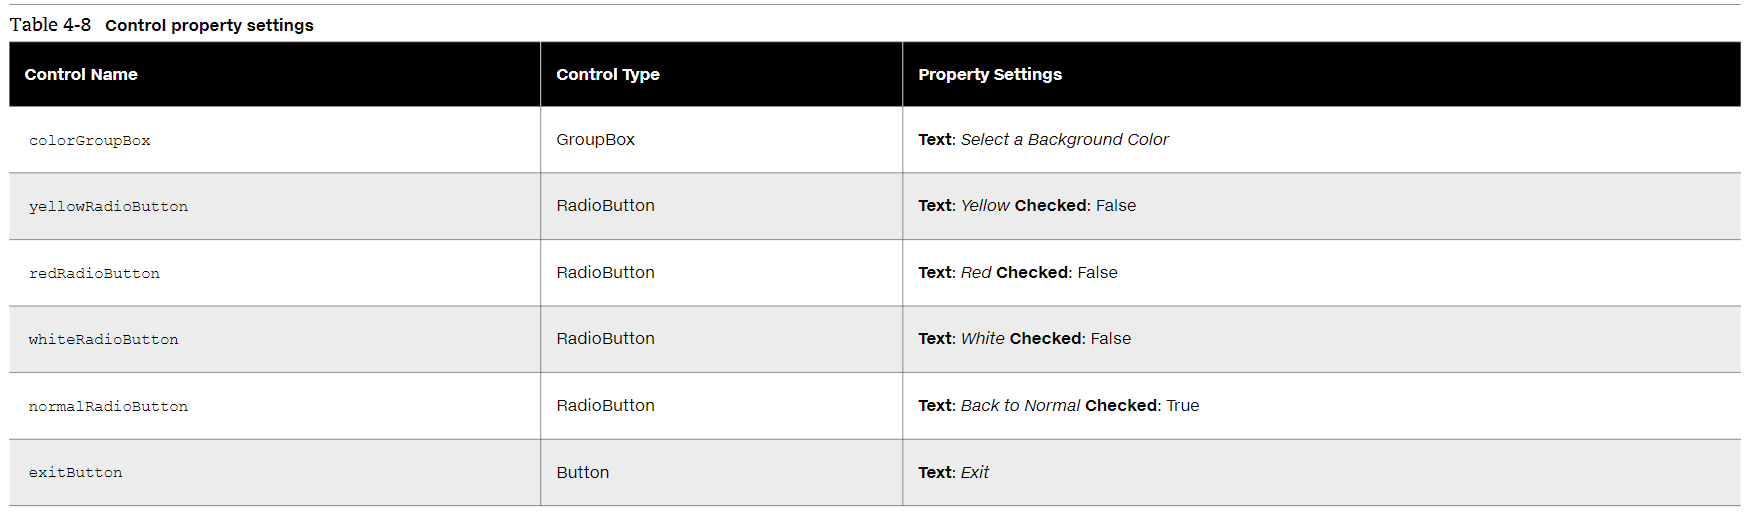 Table 4-8 Control property settings
Control Name Control Type Property Settings
colorGroupBox GroupBox Text: Select a Background Color
yellowRadioButton RadioButton Text: Yellow Checked: False
redRadioButton RadioButton Text: Red Checked: False
whiteRadioButton RadioButton Text: White Checked: False
normalRadioButton RadioButton Text: Back to Normal Checked: True
exitButton Button Text: Exit